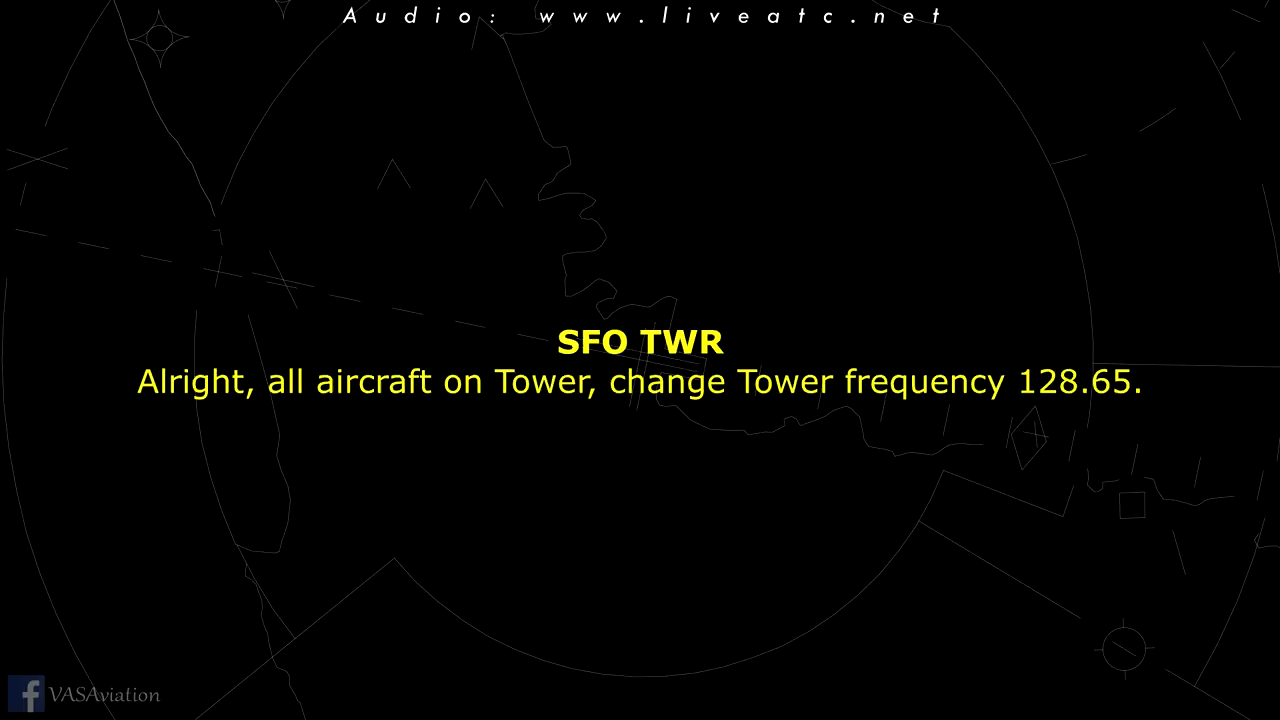 Audio: www.liveatc.net
SFO TWR
Alright, all aircraft on Tower, change Tower frequency 128.65.
f VASAviation